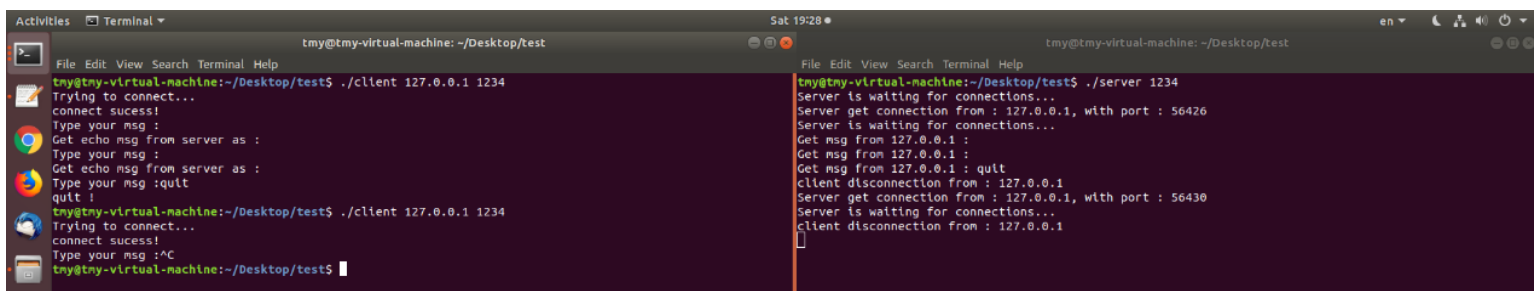 Activities Terminal Sat 19:28 en
tmy@tmy-virtual-machine: ~/Desktop/test
File Edit View Search Terminal Help
tmy@tmy-virtual-machine:~/Desktop/test$ ./client 127.0.0.1 1234
Trying to connect...
connect sucess!
Type your msg :
Get echo msg from server as :
Type your msg :
Get echo msg from server as :
Type your msg :quit
quit !
tmy@tmy-virtual-machine:~/Desktop/test$ ./client 127.0.0.1 1234
Trying to connect...
connect sucess!
Type your msg :^C
tmy@tmy-virtual-machine:~/Desktop/test$
tmy@tmy-virtual-machine: ~/Desktop/test
File Edit View Search Terminal Help
tmy@tmy-virtual-machine:~/Desktop/test$ ./server 1234
Server is waiting for connections...
Server get connection from : 127.0.0.1, with port : 56426
Server is waiting for connections...
Get msg from 127.0.0.1 :
Get msg from 127.0.0.1 :
Get msg from 127.0.0.1 : quit
client disconnection from : 127.0.0.1
Server get connection from : 127.0.0.1, with port : 56430
Server is waiting for connections...
client disconnection from : 127.0.0.1